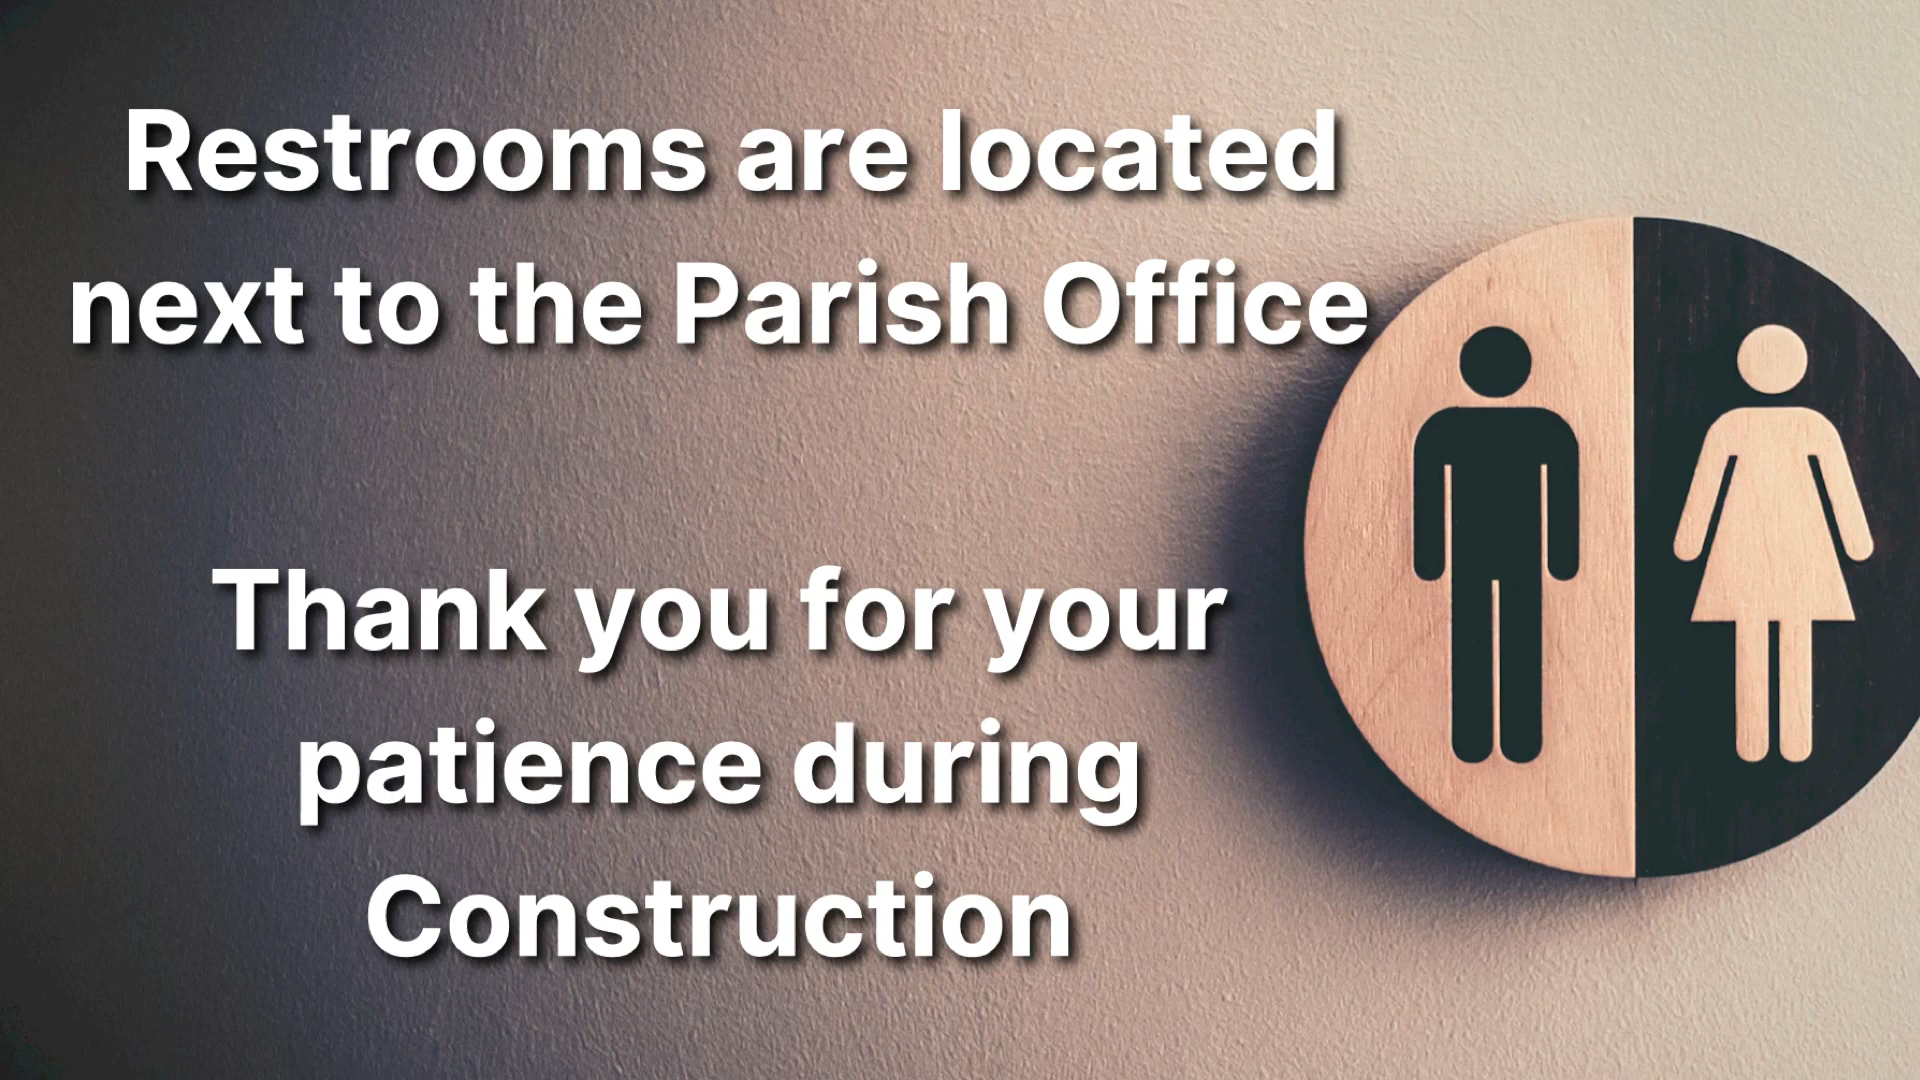 Restrooms are located
next to the Parish Office
Thank you for your
patience during
Construction